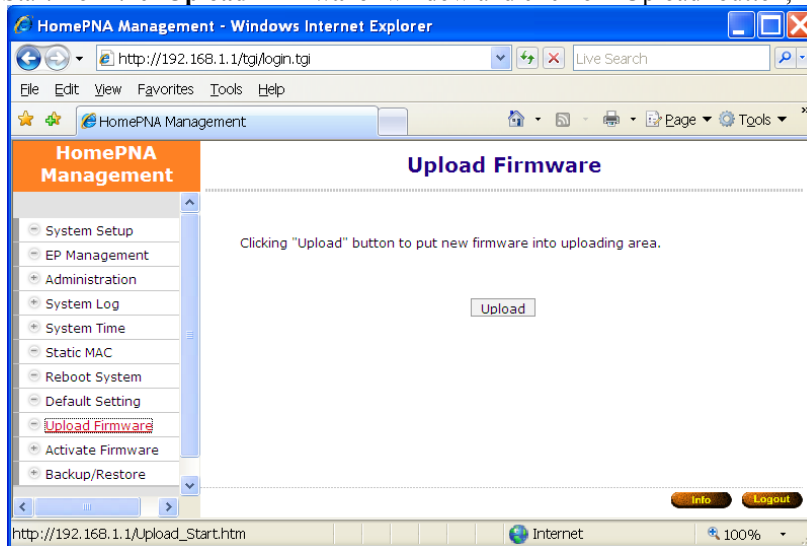 HomePNA Management - Windows Internet Explorer
http://192.168.1.1/tgi/login.tgi
Live Search
File Edit View Favorites Tools Help
HomePNA Management
Page Tools
HomePNA
Management
Upload Firmware
System Setup
EP Management
Administration
System Log
System Time
Static MAC
Reboot System
Default Setting
Upload Firmware
Activate Firmware
Backup/Restore
Clicking "Upload" button to put new firmware into uploading area.
Upload
Info Logout
http://192.168.1.1/Upload_Start.htm
Internet
100%